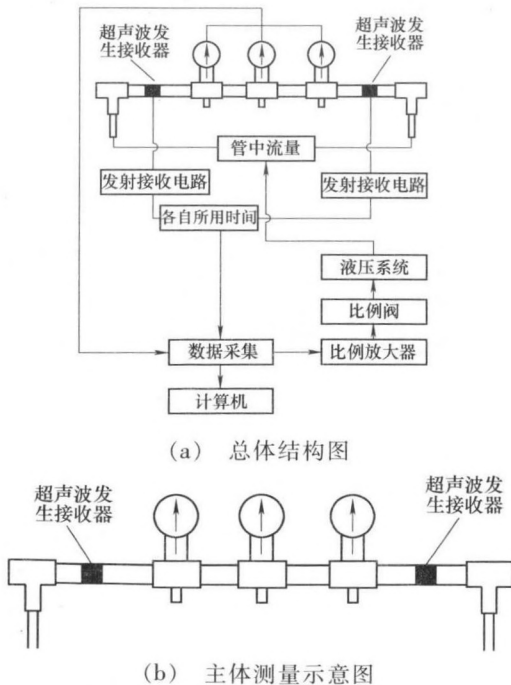 超声波发
生接收器
超声波发
生接收器
管中流量
发射接收电路
发射接收电路
各自所用时间
液压系统
比例阀
数据采集
比例放大器
计算机
(a) 总体结构图
超声波发
生接收器
超声波发
生接收器
(b) 主体测量示意图